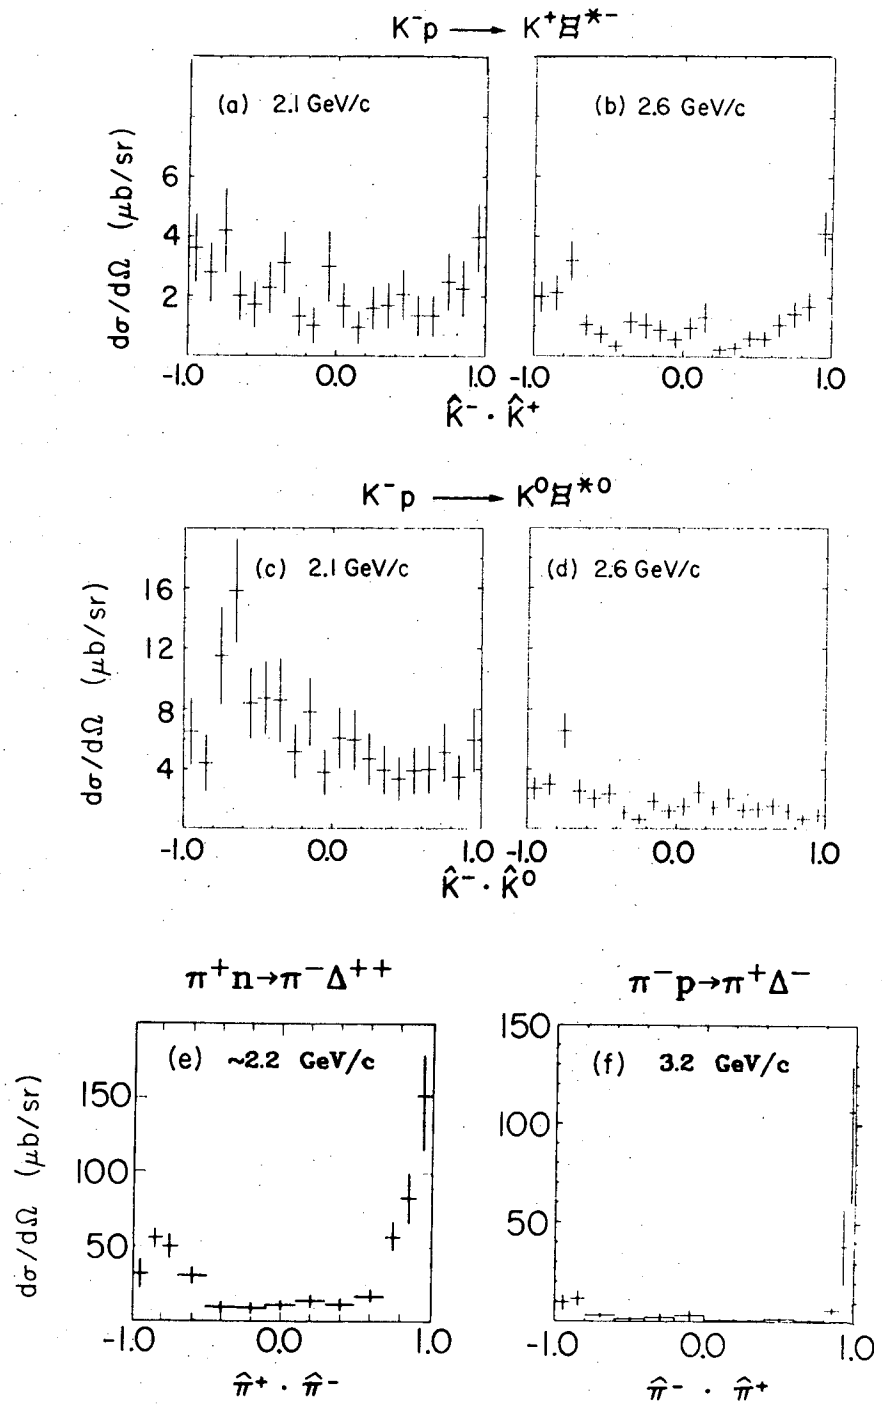 K⁻p → K⁺Ξ*⁻
(a) 2.1 GeV/c
(b) 2.6 GeV/c
dσ/dΩ (μb/sr)
6
4
2
-1.0 0.0 1.0
-1.0 0.0 1.0
K̂⁻ · K̂⁺
K⁻p → K⁰Ξ*⁰
(c) 2.1 GeV/c
(d) 2.6 GeV/c
dσ/dΩ (μb/sr)
16
12
8
4
-1.0 0.0 1.0
-1.0 0.0 1.0
K̂⁻ · K̂⁰
π⁺n→π⁻Δ⁺⁺
(e) ~2.2 GeV/c
dσ/dΩ (μb/sr)
150
100
50
-1.0 0.0 1.0
π̂⁺ · π̂⁻
π⁻p→π⁺Δ⁻
(f) 3.2 GeV/c
150
100
50
-1.0 0.0 1.0
π̂⁻ · π̂⁺